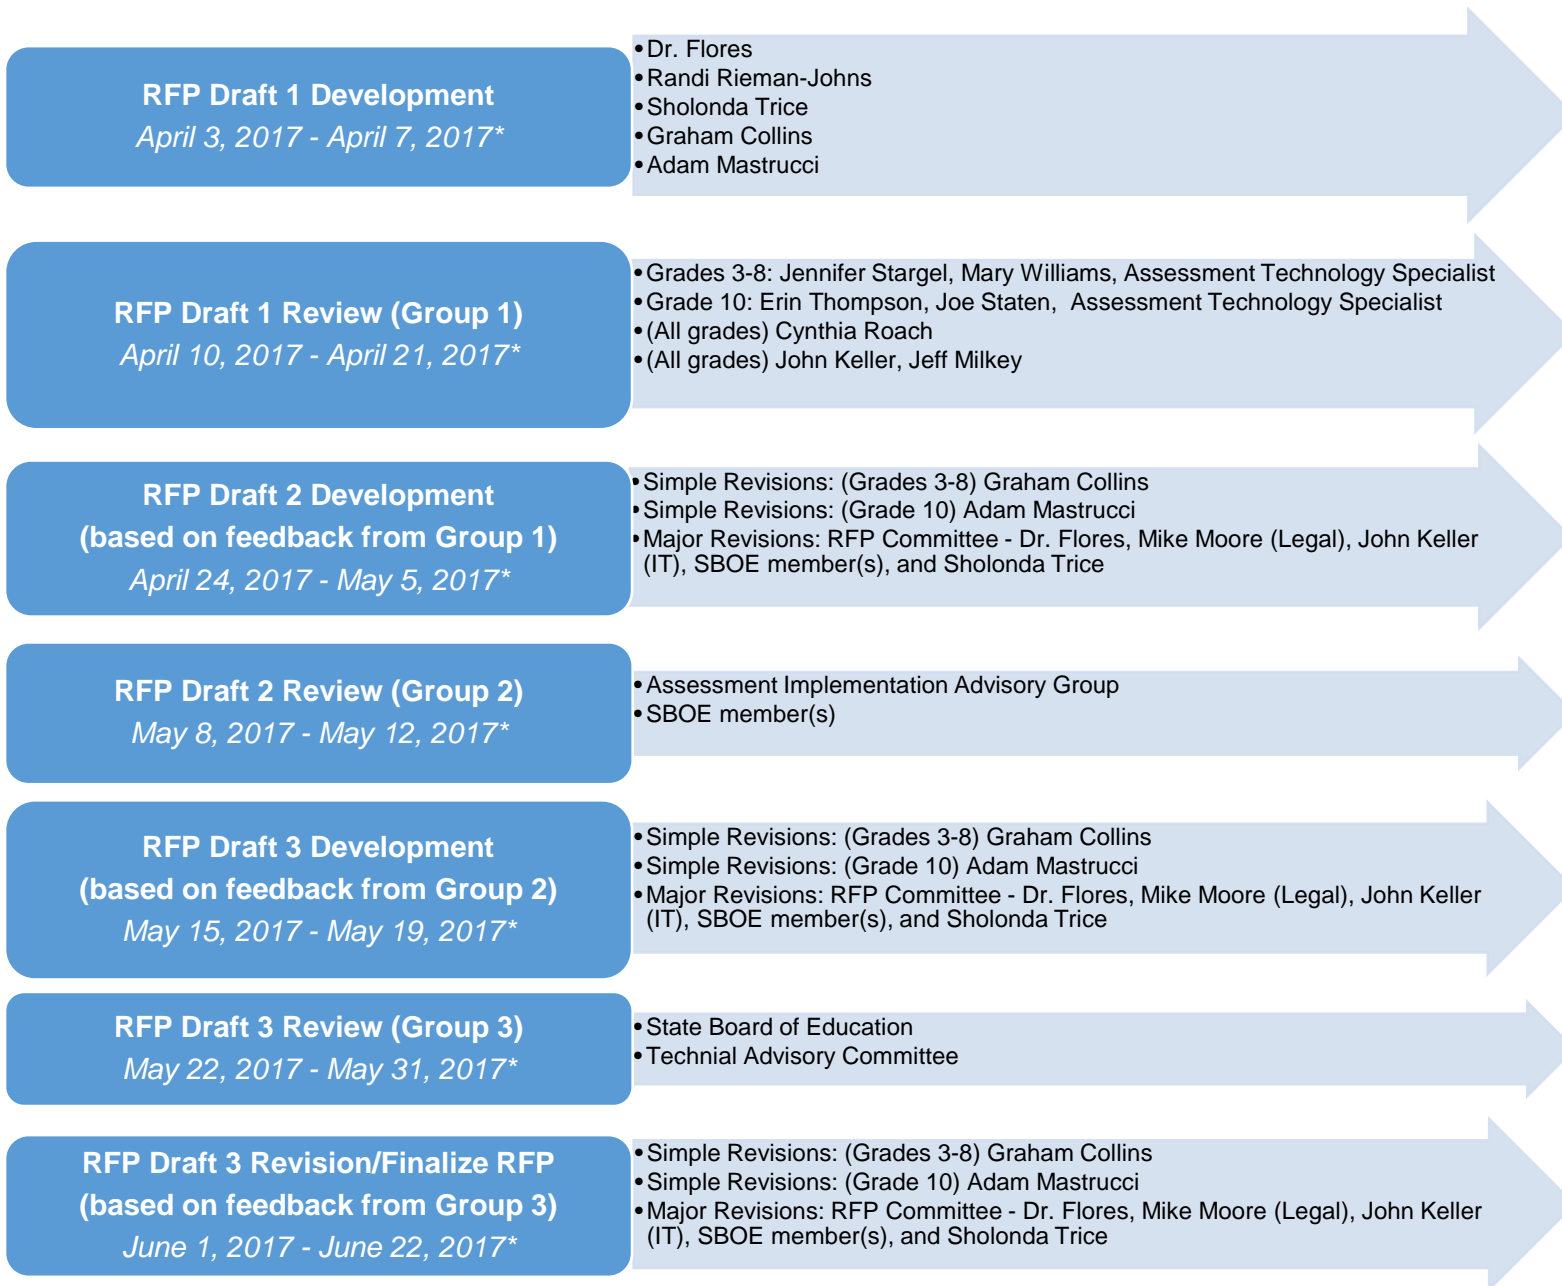 RFP Draft 1 Development
April 3, 2017 - April 7, 2017*
•Dr. Flores
•Randi Rieman-Johns
•Sholonda Trice
•Graham Collins
•Adam Mastrucci
RFP Draft 1 Review (Group 1)
April 10, 2017 - April 21, 2017*
•Grades 3-8: Jennifer Stargel, Mary Williams, Assessment Technology Specialist
•Grade 10: Erin Thompson, Joe Staten, Assessment Technology Specialist
•(All grades) Cynthia Roach
•(All grades) John Keller, Jeff Milkey
RFP Draft 2 Development
(based on feedback from Group 1)
April 24, 2017 - May 5, 2017*
•Simple Revisions: (Grades 3-8) Graham Collins
•Simple Revisions: (Grade 10) Adam Mastrucci
•Major Revisions: RFP Committee - Dr. Flores, Mike Moore (Legal), John Keller
(IT), SBOE member(s), and Sholonda Trice
RFP Draft 2 Review (Group 2)
May 8, 2017 - May 12, 2017*
•Assessment Implementation Advisory Group
•SBOE member(s)
RFP Draft 3 Development
(based on feedback from Group 2)
May 15, 2017 - May 19, 2017*
•Simple Revisions: (Grades 3-8) Graham Collins
•Simple Revisions: (Grade 10) Adam Mastrucci
•Major Revisions: RFP Committee - Dr. Flores, Mike Moore (Legal), John Keller
(IT), SBOE member(s), and Sholonda Trice
RFP Draft 3 Review (Group 3)
May 22, 2017 - May 31, 2017*
•State Board of Education
•Technial Advisory Committee
RFP Draft 3 Revision/Finalize RFP
(based on feedback from Group 3)
June 1, 2017 - June 22, 2017*
•Simple Revisions: (Grades 3-8) Graham Collins
•Simple Revisions: (Grade 10) Adam Mastrucci
•Major Revisions: RFP Committee - Dr. Flores, Mike Moore (Legal), John Keller
(IT), SBOE member(s), and Sholonda Trice